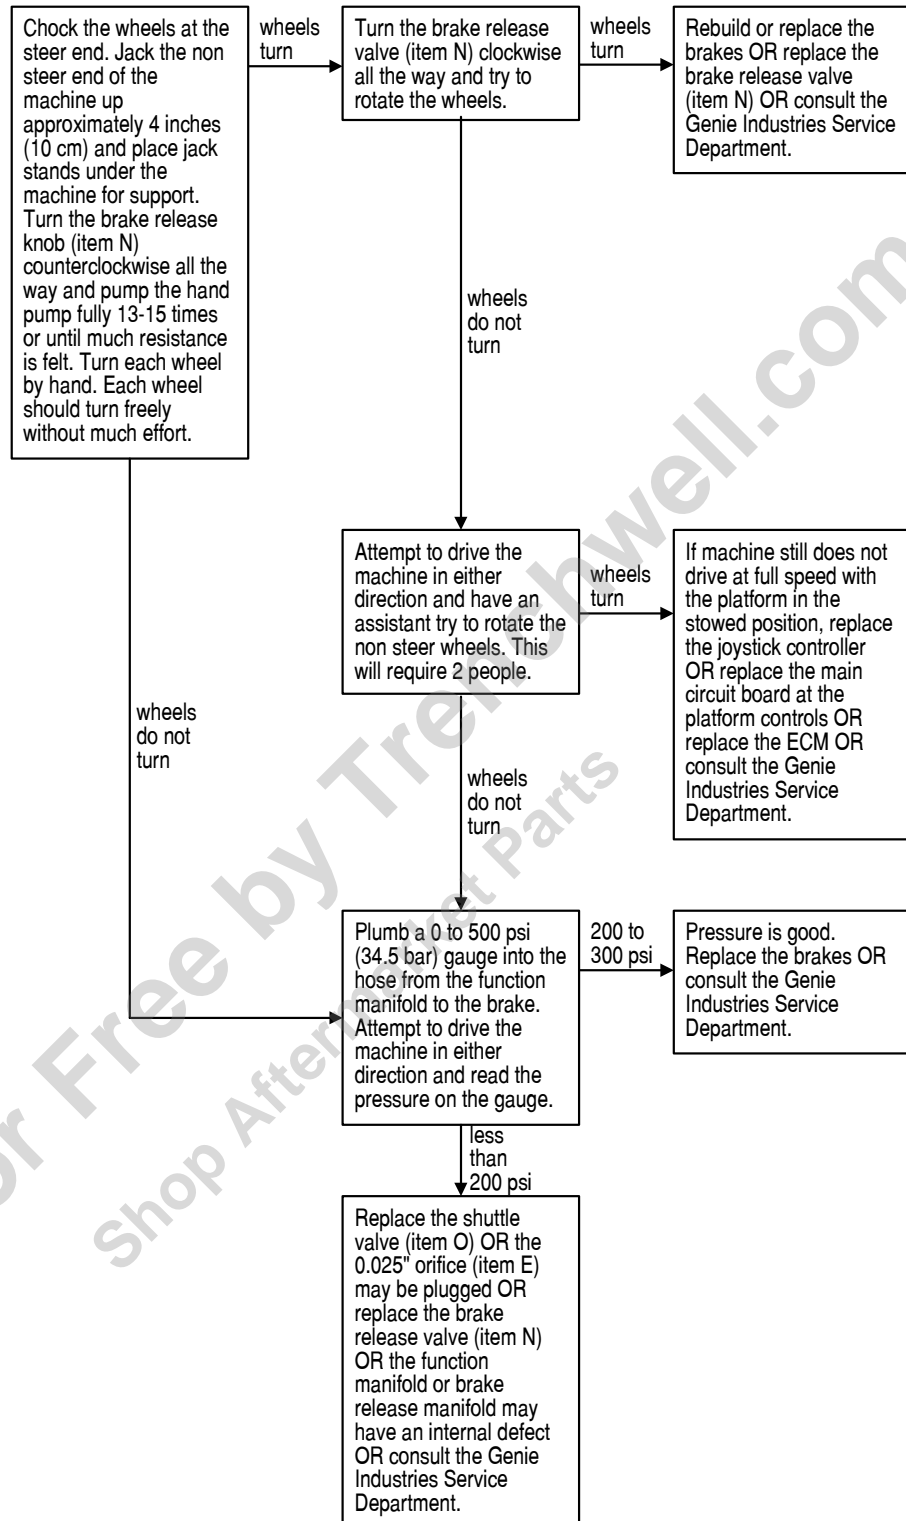 Chock the wheels at the
steer end. Jack the non
steer end of the
machine up
approximately 4 inches
(10 cm) and place jack
stands under the
machine for support.
Turn the brake release
knob (item N)
counterclockwise all the
way and pump the hand
pump fully 13-15 times
or until much resistance
is felt. Turn each wheel
by hand. Each wheel
should turn freely
without much effort.
wheels
turn
Turn the brake release
valve (item N) clockwise
all the way and try to
rotate the wheels.
wheels
turn
Rebuild or replace the
brakes OR replace the
brake release valve
(item N) OR consult the
Genie Industries Service
Department.
wheels
do not
turn
Attempt to drive the
machine in either
direction and have an
assistant try to rotate the
non steer wheels. This
will require 2 people.
wheels
turn
If machine still does not
drive at full speed with
the platform in the
stowed position, replace
the joystick controller
OR replace the main
circuit board at the
platform controls OR
replace the ECM OR
consult the Genie
Industries Service
Department.
wheels
do not
turn
wheels
do not
turn
Plumb a 0 to 500 psi
(34.5 bar) gauge into the
hose from the function
manifold to the brake.
Attempt to drive the
machine in either
direction and read the
pressure on the gauge.
200 to
300 psi
Pressure is good.
Replace the brakes OR
consult the Genie
Industries Service
Department.
less
than
200 psi
Replace the shuttle
valve (item O) OR the
0.025" orifice (item E)
may be plugged OR
replace the brake
release valve (item N)
OR the function
manifold or brake
release manifold may
have an internal defect
OR consult the Genie
Industries Service
Department.
or Free by Trenchwell.com
Shop Aftermarket Parts